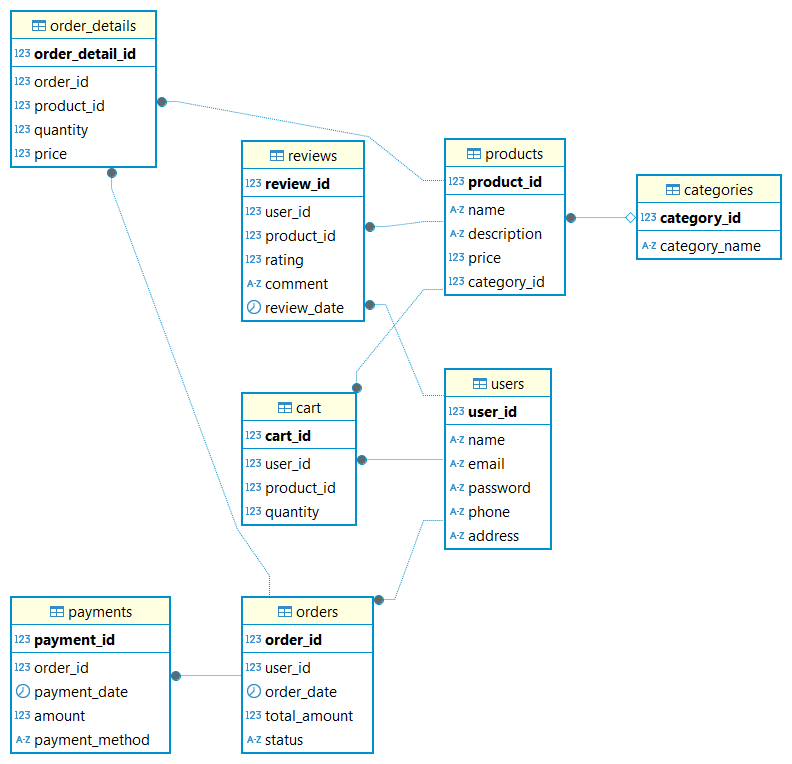 order_details
123 order_detail_id
123 order_id
123 product_id
123 quantity
123 price
reviews
123 review_id
123 user_id
123 product_id
123 rating
A-Z comment
review_date
products
123 product_id
A-Z name
A-Z description
123 price
123 category_id
categories
123 category_id
A-Z category_name
cart
123 cart_id
123 user_id
123 product_id
123 quantity
users
123 user_id
A-Z name
A-Z email
A-Z password
A-Z phone
A-Z address
payments
123 payment_id
123 order_id
payment_date
123 amount
A-Z payment_method
orders
123 order_id
123 user_id
order_date
123 total_amount
A-Z status